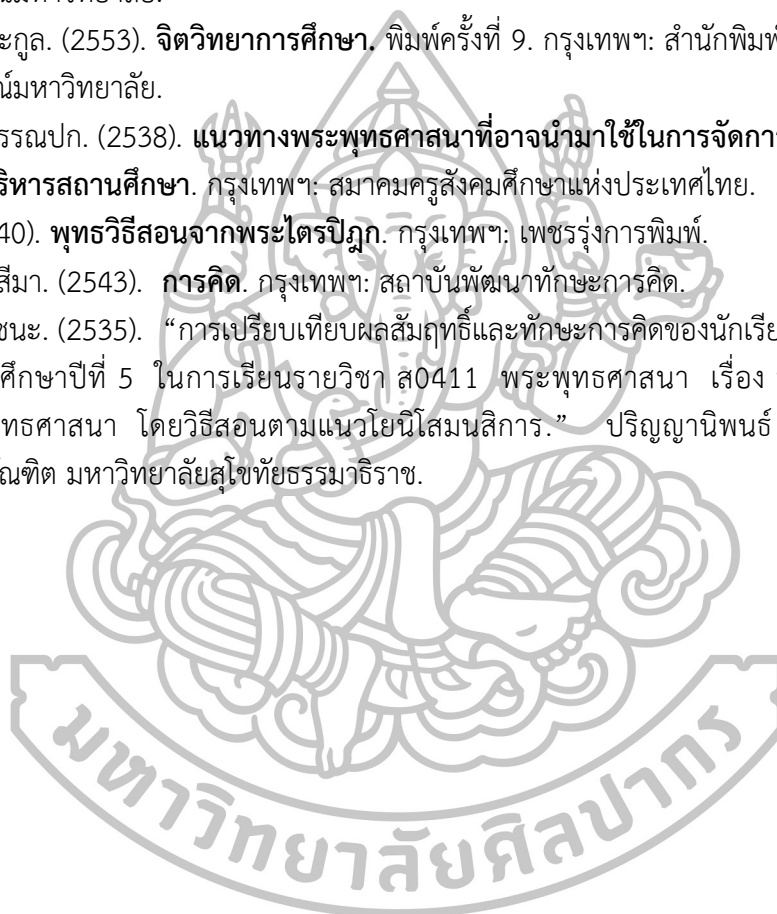 ะกูล. (2553). จิตวิทยาการศึกษา. พิมพ์ครั้งที่ 9. กรุงเทพฯ: สำนักพิมพ์
ณ์มหาวิทยาลัย.
รรณปก. (2538). แนวทางพระพุทธศาสนาที่อาจนำมาใช้ในการจัดการ
ริหารสถานศึกษา. กรุงเทพฯ: สมาคมครูสังคมศึกษาแห่งประเทศไทย.
40). พุทธวิธีสอนจากพระไตรปิฎก. กรุงเทพฯ: เพชรรุ่งการพิมพ์.
สีมา. (2543). การคิด. กรุงเทพฯ: สถาบันพัฒนาทักษะการคิด.
ชนะ. (2535). “การเปรียบเทียบผลสัมฤทธิ์และทักษะการคิดของนักเรีย
ศึกษาปีที่ 5 ในการเรียนรายวิชา ส0411 พระพุทธศาสนา เรื่อง
ทธศาสนา โดยวิธีสอนตามแนวโยนิโสมนสิการ.” ปริญญานิพนธ์
ณฑิต มหาวิทยาลัยสุโขทัยธรรมาธิราช.
มหาวิทยาลัยศิลปากร